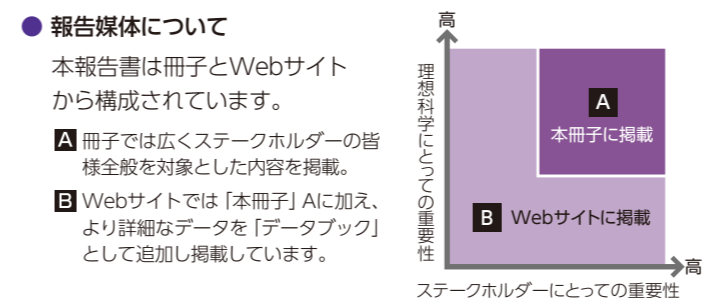 ● 報告媒体について
本報告書は冊子とWebサイト
から構成されています。
A 冊子では広くステークホルダーの皆
様全般を対象とした内容を掲載。
B Webサイトでは「本冊子」Aに加え、
より詳細なデータを「データブック」
として追加し掲載しています。
高
理想科学にとっての重要性
A
本冊子に掲載
B Webサイトに掲載
高
ステークホルダーにとっての重要性